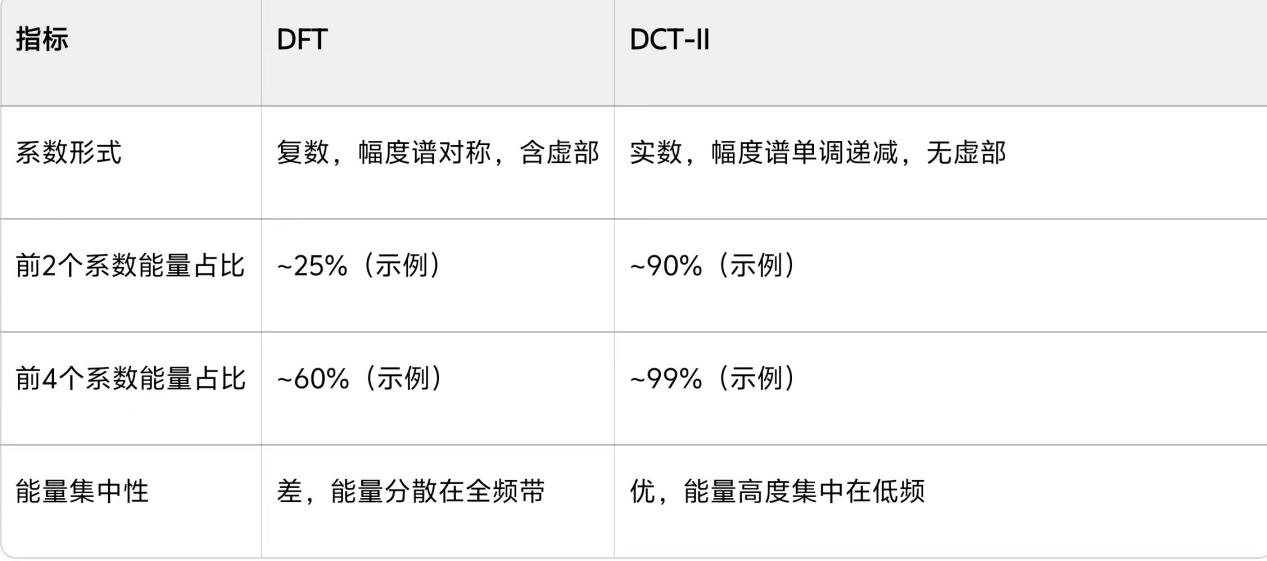 指标 DFT DCT-II
系数形式 复数，幅度谱对称，含虚部 实数，幅度谱单调递减，无虚部
前2个系数能量占比 ~25%（示例） ~90%（示例）
前4个系数能量占比 ~60%（示例） ~99%（示例）
能量集中性 差，能量分散在全频带 优，能量高度集中在低频